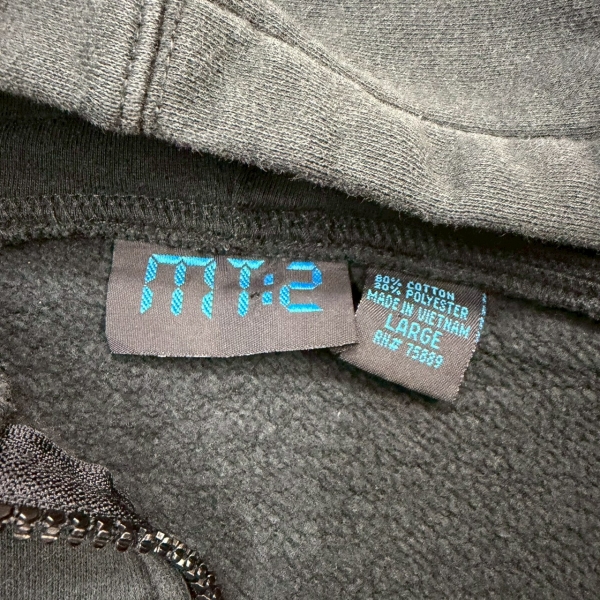 MT:2
80% COTTON
20% POLYESTER
MADE IN VIETNAM
LARGE
RN# 75889